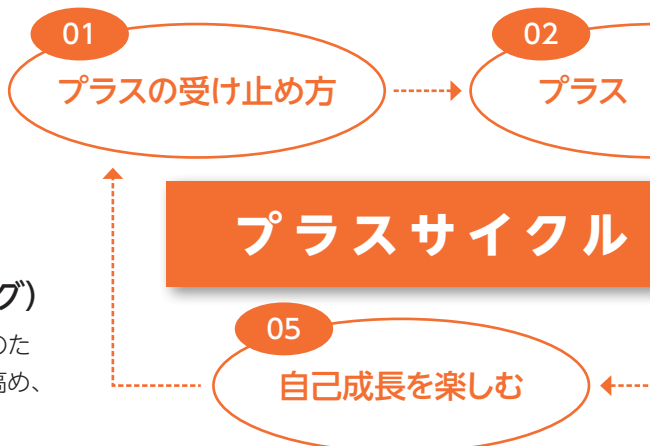 01
プラスの受け止め方
02
プラス
プラスサイクル
グ）
のた
高め、
05
自己成長を楽しむ